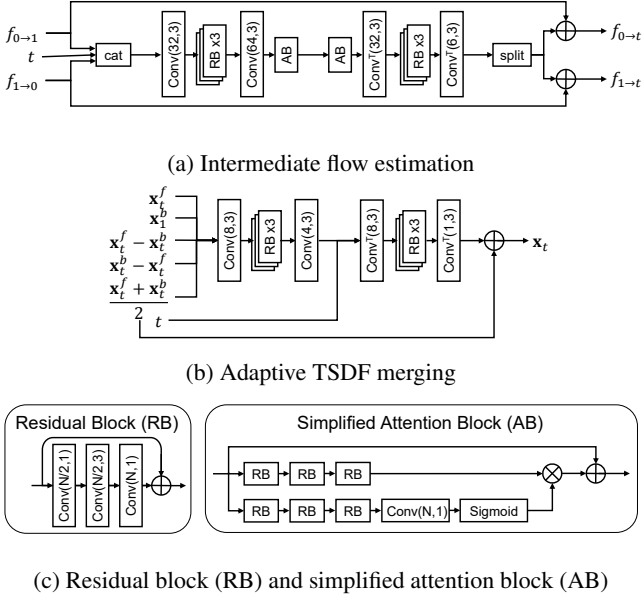 f0→1
t
f1→0
cat
Conv(32,3)
RB x3
Conv(64,3)
AB
AB
Convᵀ(32,3)
RB x3
Convᵀ(6,3)
split
f0→t
f1→t
(a) Intermediate flow estimation
x_t^f
x_1^b
x_t^f − x_t^b
x_t^b − x_t^f
x_t^f + x_t^b
2
t
Conv(8,3)
RB x3
Conv(4,3)
Convᵀ(8,3)
RB x3
Convᵀ(1,3)
x_t
(b) Adaptive TSDF merging
Residual Block (RB)
Conv(N/2,1)
Conv(N/2,3)
Conv(N,1)
Simplified Attention Block (AB)
RB
RB
RB
RB
RB
RB
Conv(N,1)
Sigmoid
(c) Residual block (RB) and simplified attention block (AB)